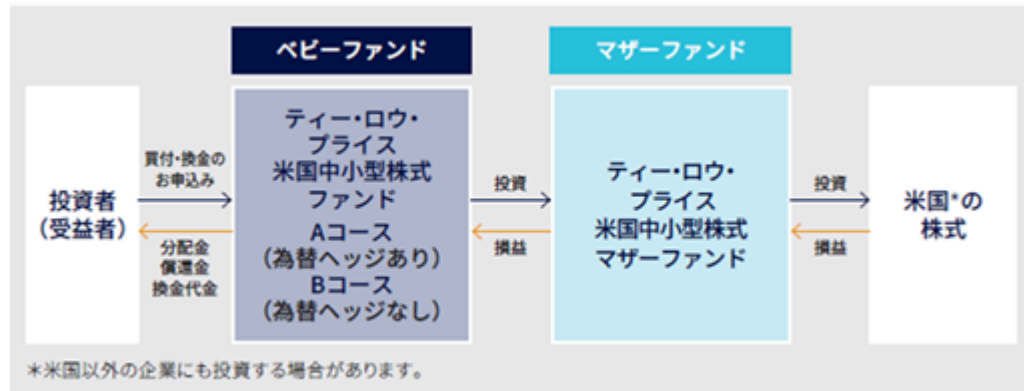 ベビーファンド
マザーファンド
投資者
（受益者）
買付・換金の
お申込み
分配金
償還金
換金代金
ティー・ロウ・
プライス
米国中小型株式
ファンド
Aコース
（為替ヘッジあり）
Bコース
（為替ヘッジなし）
投資
損益
ティー・ロウ・
プライス
米国中小型株式
マザーファンド
投資
損益
米国*の
株式
＊米国以外の企業にも投資する場合があります。